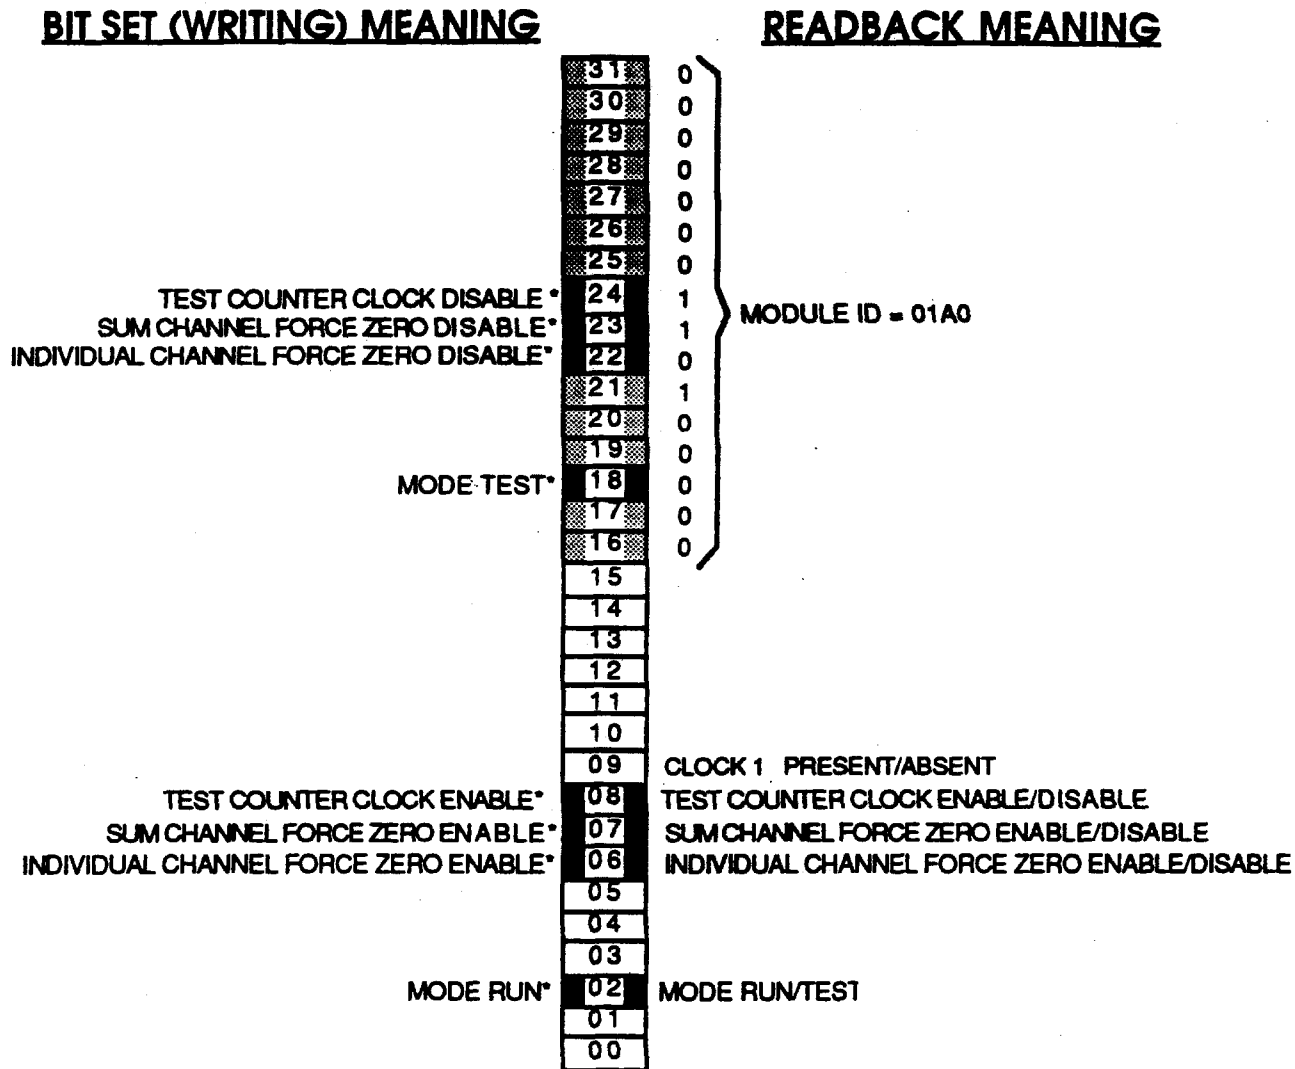 BIT SET (WRITING) MEANING READBACK MEANING
31 0
30 0
29 0
28 0
27 0
26 0
25 0
TEST COUNTER CLOCK DISABLE* 24 1
SUM CHANNEL FORCE ZERO DISABLE* 23 1 MODULE ID = 01A0
INDIVIDUAL CHANNEL FORCE ZERO DISABLE* 22 0
21 1
20 0
19 0
MODE TEST* 18 0
17 0
16 0
15
14
13
12
11
10
09 CLOCK 1 PRESENT/ABSENT
TEST COUNTER CLOCK ENABLE* 08 TEST COUNTER CLOCK ENABLE/DISABLE
SUM CHANNEL FORCE ZERO ENABLE* 07 SUM CHANNEL FORCE ZERO ENABLE/DISABLE
INDIVIDUAL CHANNEL FORCE ZERO ENABLE* 06 INDIVIDUAL CHANNEL FORCE ZERO ENABLE/DISABLE
05
04
03
MODE RUN* 02 MODE RUN/TEST
01
00